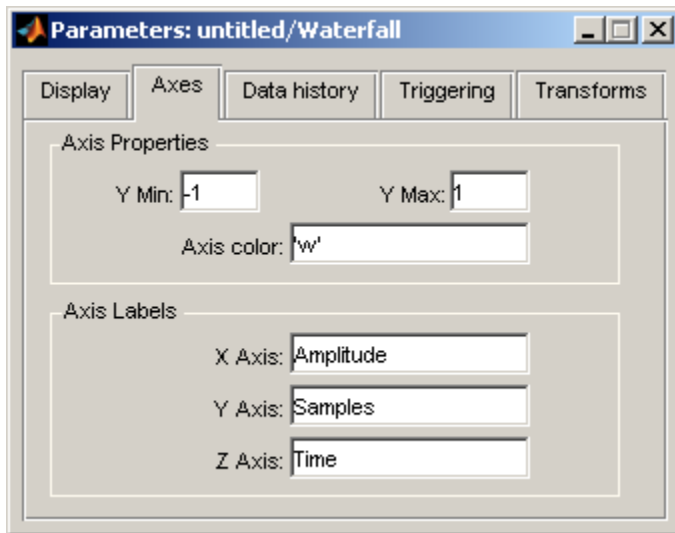 Parameters: untitled/Waterfall
Display Axes Data history Triggering Transforms
Axis Properties
Y Min: -1 Y Max: 1
Axis color: 'w'
Axis Labels
X Axis: Amplitude
Y Axis: Samples
Z Axis: Time